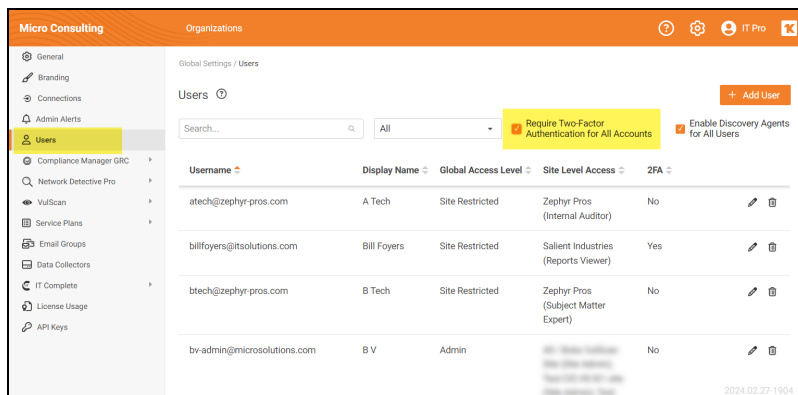 Micro Consulting
Organizations
IT Pro
General
Branding
Connections
Admin Alerts
Users
Compliance Manager GRC
Network Detective Pro
VulScan
Service Plans
Email Groups
Data Collectors
IT Complete
License Usage
API Keys
Global Settings / Users
Users
+ Add User
Search...
All
Require Two-Factor
Authentication for All Accounts
Enable Discovery Agents
for All Users
Username Display Name Global Access Level Site Level Access 2FA
atech@zephyr-pros.com A Tech Site Restricted Zephyr Pros No
(Internal Auditor)
billfoyers@itsolutions.com Bill Foyers Site Restricted Salient Industries Yes
(Reports Viewer)
btech@zephyr-pros.com B Tech Site Restricted Zephyr Pros No
(Subject Matter
Expert)
bv-admin@microsolutions.com B V Admin No
2024.02.27-1904